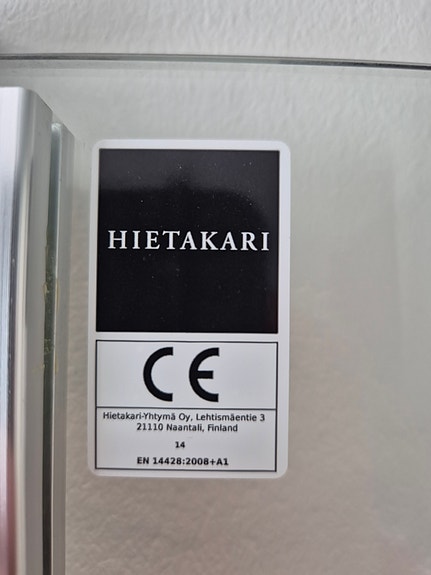 HIETAKARI
CE
Hietakari-Yhtymä Oy, Lehtismäentie 3
21110 Naantali, Finland
14
EN 14428:2008+A1